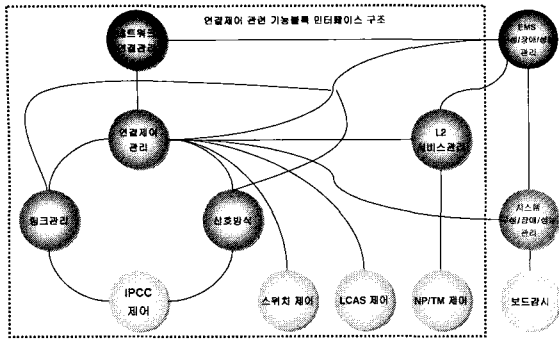 연결제어 관련 기능블록 인터페이스 구조
네트워크
연결관리
EMS
구성/장애/성능
관리
연결제어
관리
L2
서비스관리
링크관리
신호방식
시스템
구성/장애/성능
관리
IPCC
제어
스위치 제어
LCAS 제어
NP/TM 제어
보드감시